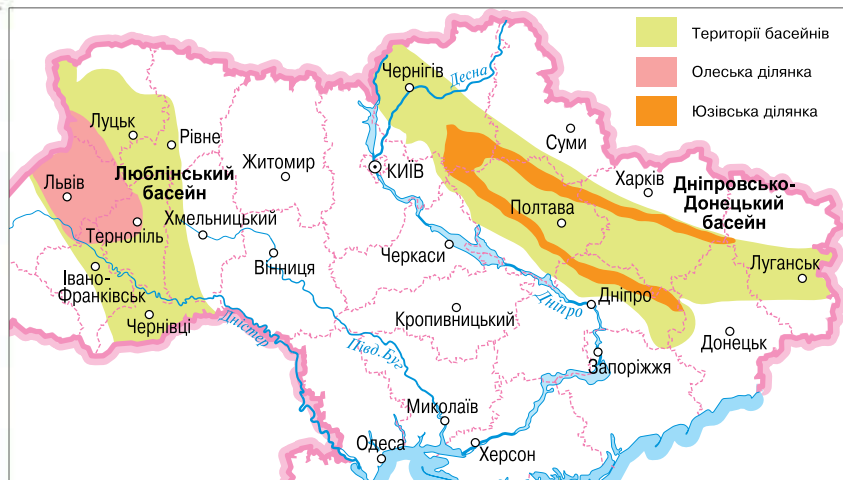 Території басейнів
Олеська ділянка
Юзівська ділянка
Чернігів
Десна
Луцьк
Рівне
Суми
Житомир
КИЇВ
Люблінський
басейн
Львів
Харків
Дніпровсько-
Донецький
басейн
Полтава
Хмельницький
Тернопіль
Черкаси
Вінниця
Луганськ
Івано-
Франківськ
Дніпро
Дніпро
Чернівці
Дністер
Кропивницький
Півд. Буг
Донецьк
Запоріжжя
Миколаїв
Одеса
Херсон